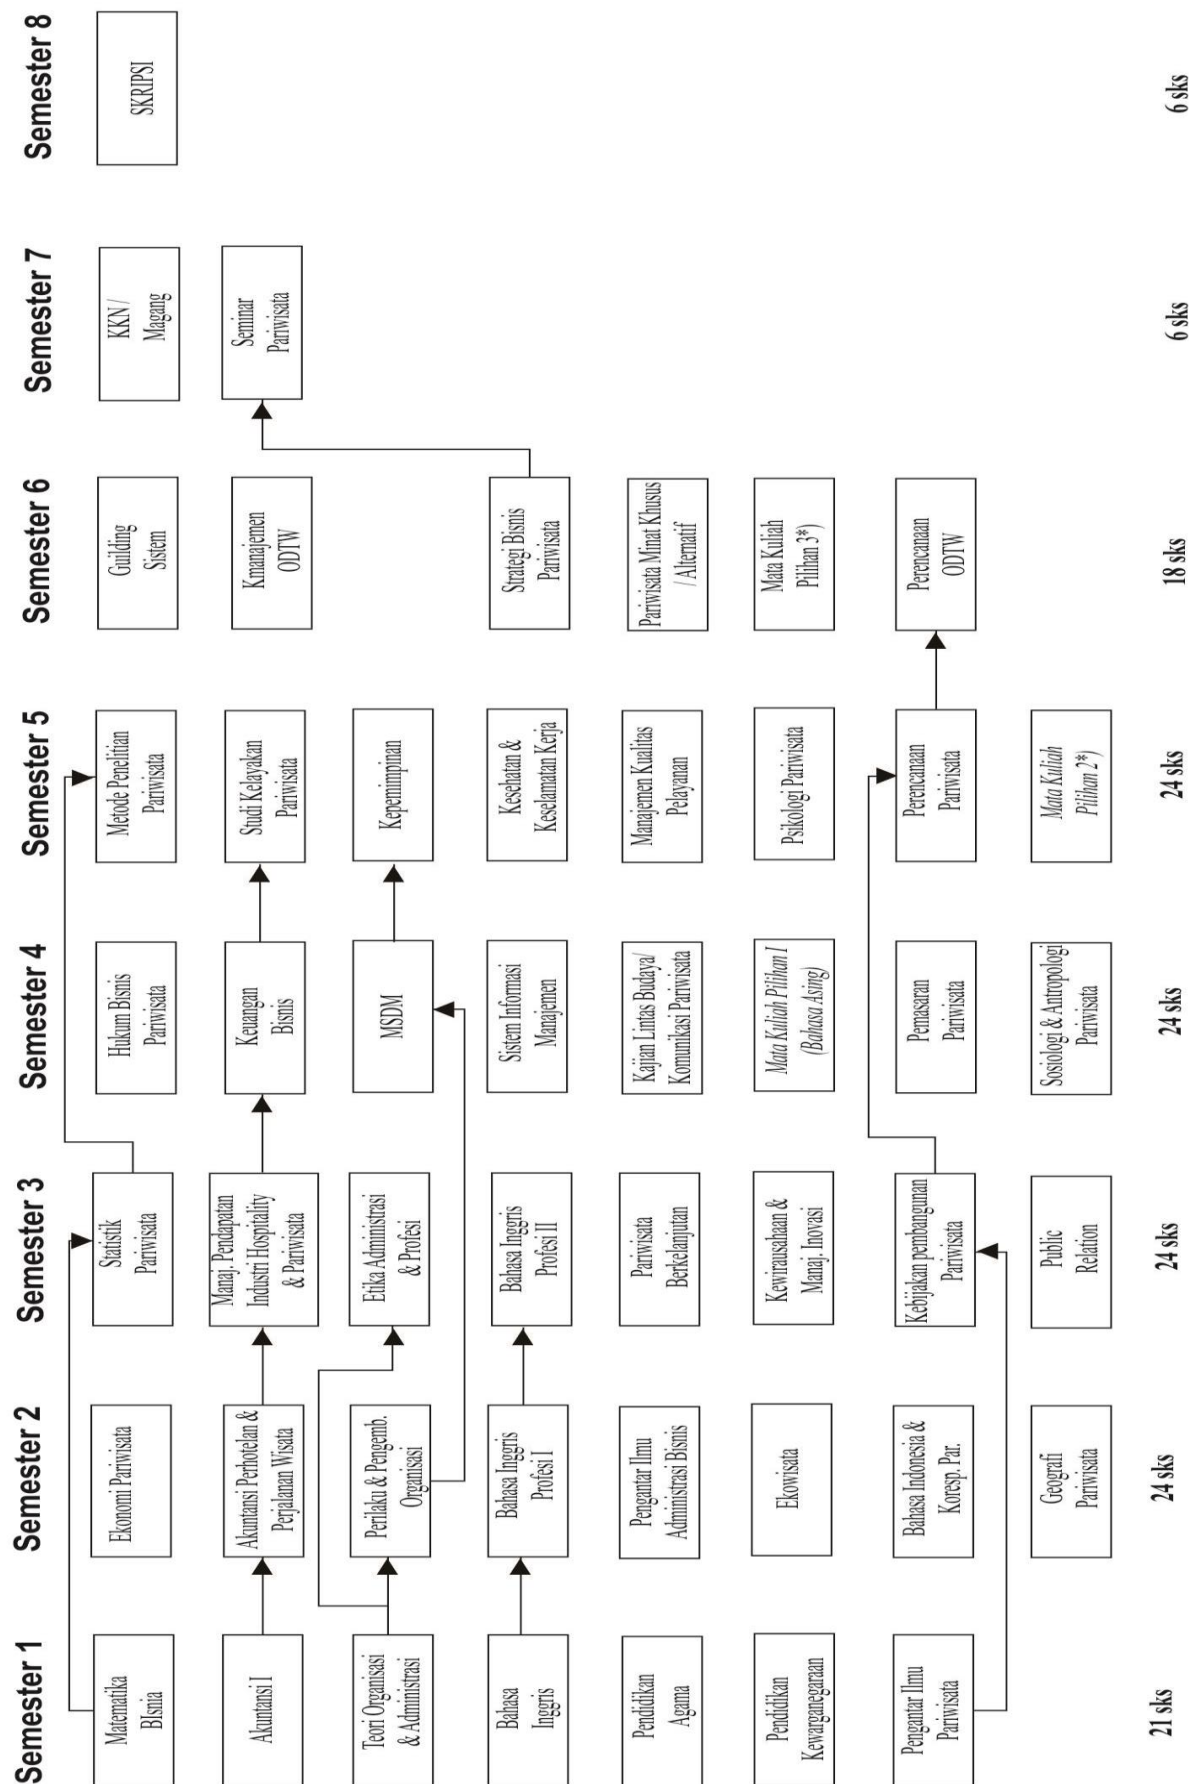 Semester 1
Matematika
BIsnia
Akuntansi I
Teori Organisasi
& Administrasi
Bahasa
Inggris
Pendidikan
Agama
Pendidikan
Kewarganegaraan
Pengantar Ilmu
Pariwisata
21 sks
Semester 2
Ekonomi Pariwisata
Akuntansi Perhotelan &
Perjalanan Wisata
Perilaku & Pengemb.
Organisasi
Bahasa Inggris
Profesi I
Pengantar Ilmu
Administrasi Bisnis
Ekowisata
Bahasa Indonesia &
Koresp. Par.
Geografi
Pariwisata
24 sks
Semester 3
Statistik
Pariwisata
Manaj. Pendapatan
Industri Hospitality
& Pariwisata
Etika Administrasi
& Profesi
Bahasa Inggris
Profesi II
Pariwisata
Berkelanjutan
Kewirausahaan &
Manaj. Inovasi
Kebijakan pembangunan
Pariwisata
Public
Relation
24 sks
Semester 4
Hukum Bisnis
Pariwisata
Keuangan
Bisnis
MSDM
Sistem Informasi
Manajemen
Kajian Lintas Budaya/
Komunikasi Pariwisata
Mata Kuliah Pilihan I
(Bahasa Asing)
Pemasaran
Pariwisata
Sosiologi & Antropologi
Pariwisata
24 sks
Semester 5
Metode Penelitian
Pariwisata
Studi Kelayakan
Pariwisata
Kepemimpinan
Kesehatan &
Keselamatan Kerja
Manajemen Kualitas
Pelayanan
Psikologi Pariwisata
Perencanaan
Pariwisata
Mata Kuliah
Pilihan 2*)
24 sks
Semester 6
Guilding
Sistem
Kmanajemen
ODTW
Strategi Bisnis
Pariwisata
Pariwisata Minat Khusus
/ Alternatif
Mata Kuliah
Pilihan 3*)
Perencanaan
ODTW
18 sks
Semester 7
KKN /
Magang
Seminar
Pariwisata
6 sks
Semester 8
SKRIPSI
6 sks